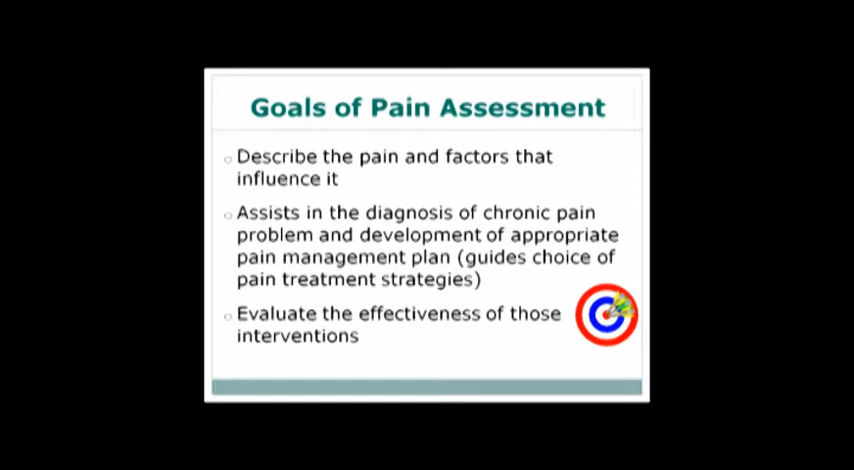 Goals of Pain Assessment
Describe the pain and factors that
influence it
Assists in the diagnosis of chronic pain
problem and development of appropriate
pain management plan (guides choice of
pain treatment strategies)
Evaluate the effectiveness of those
interventions